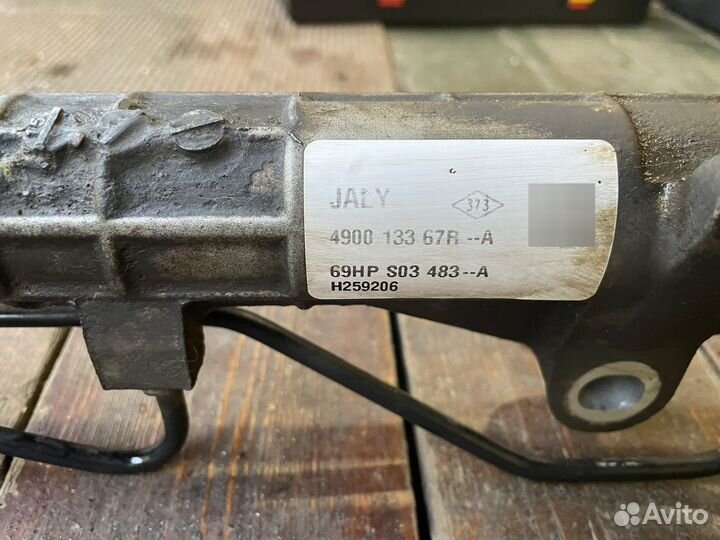 JALY
373
4900 133 67R --A
69HP S03 483--A
H259206
Avito